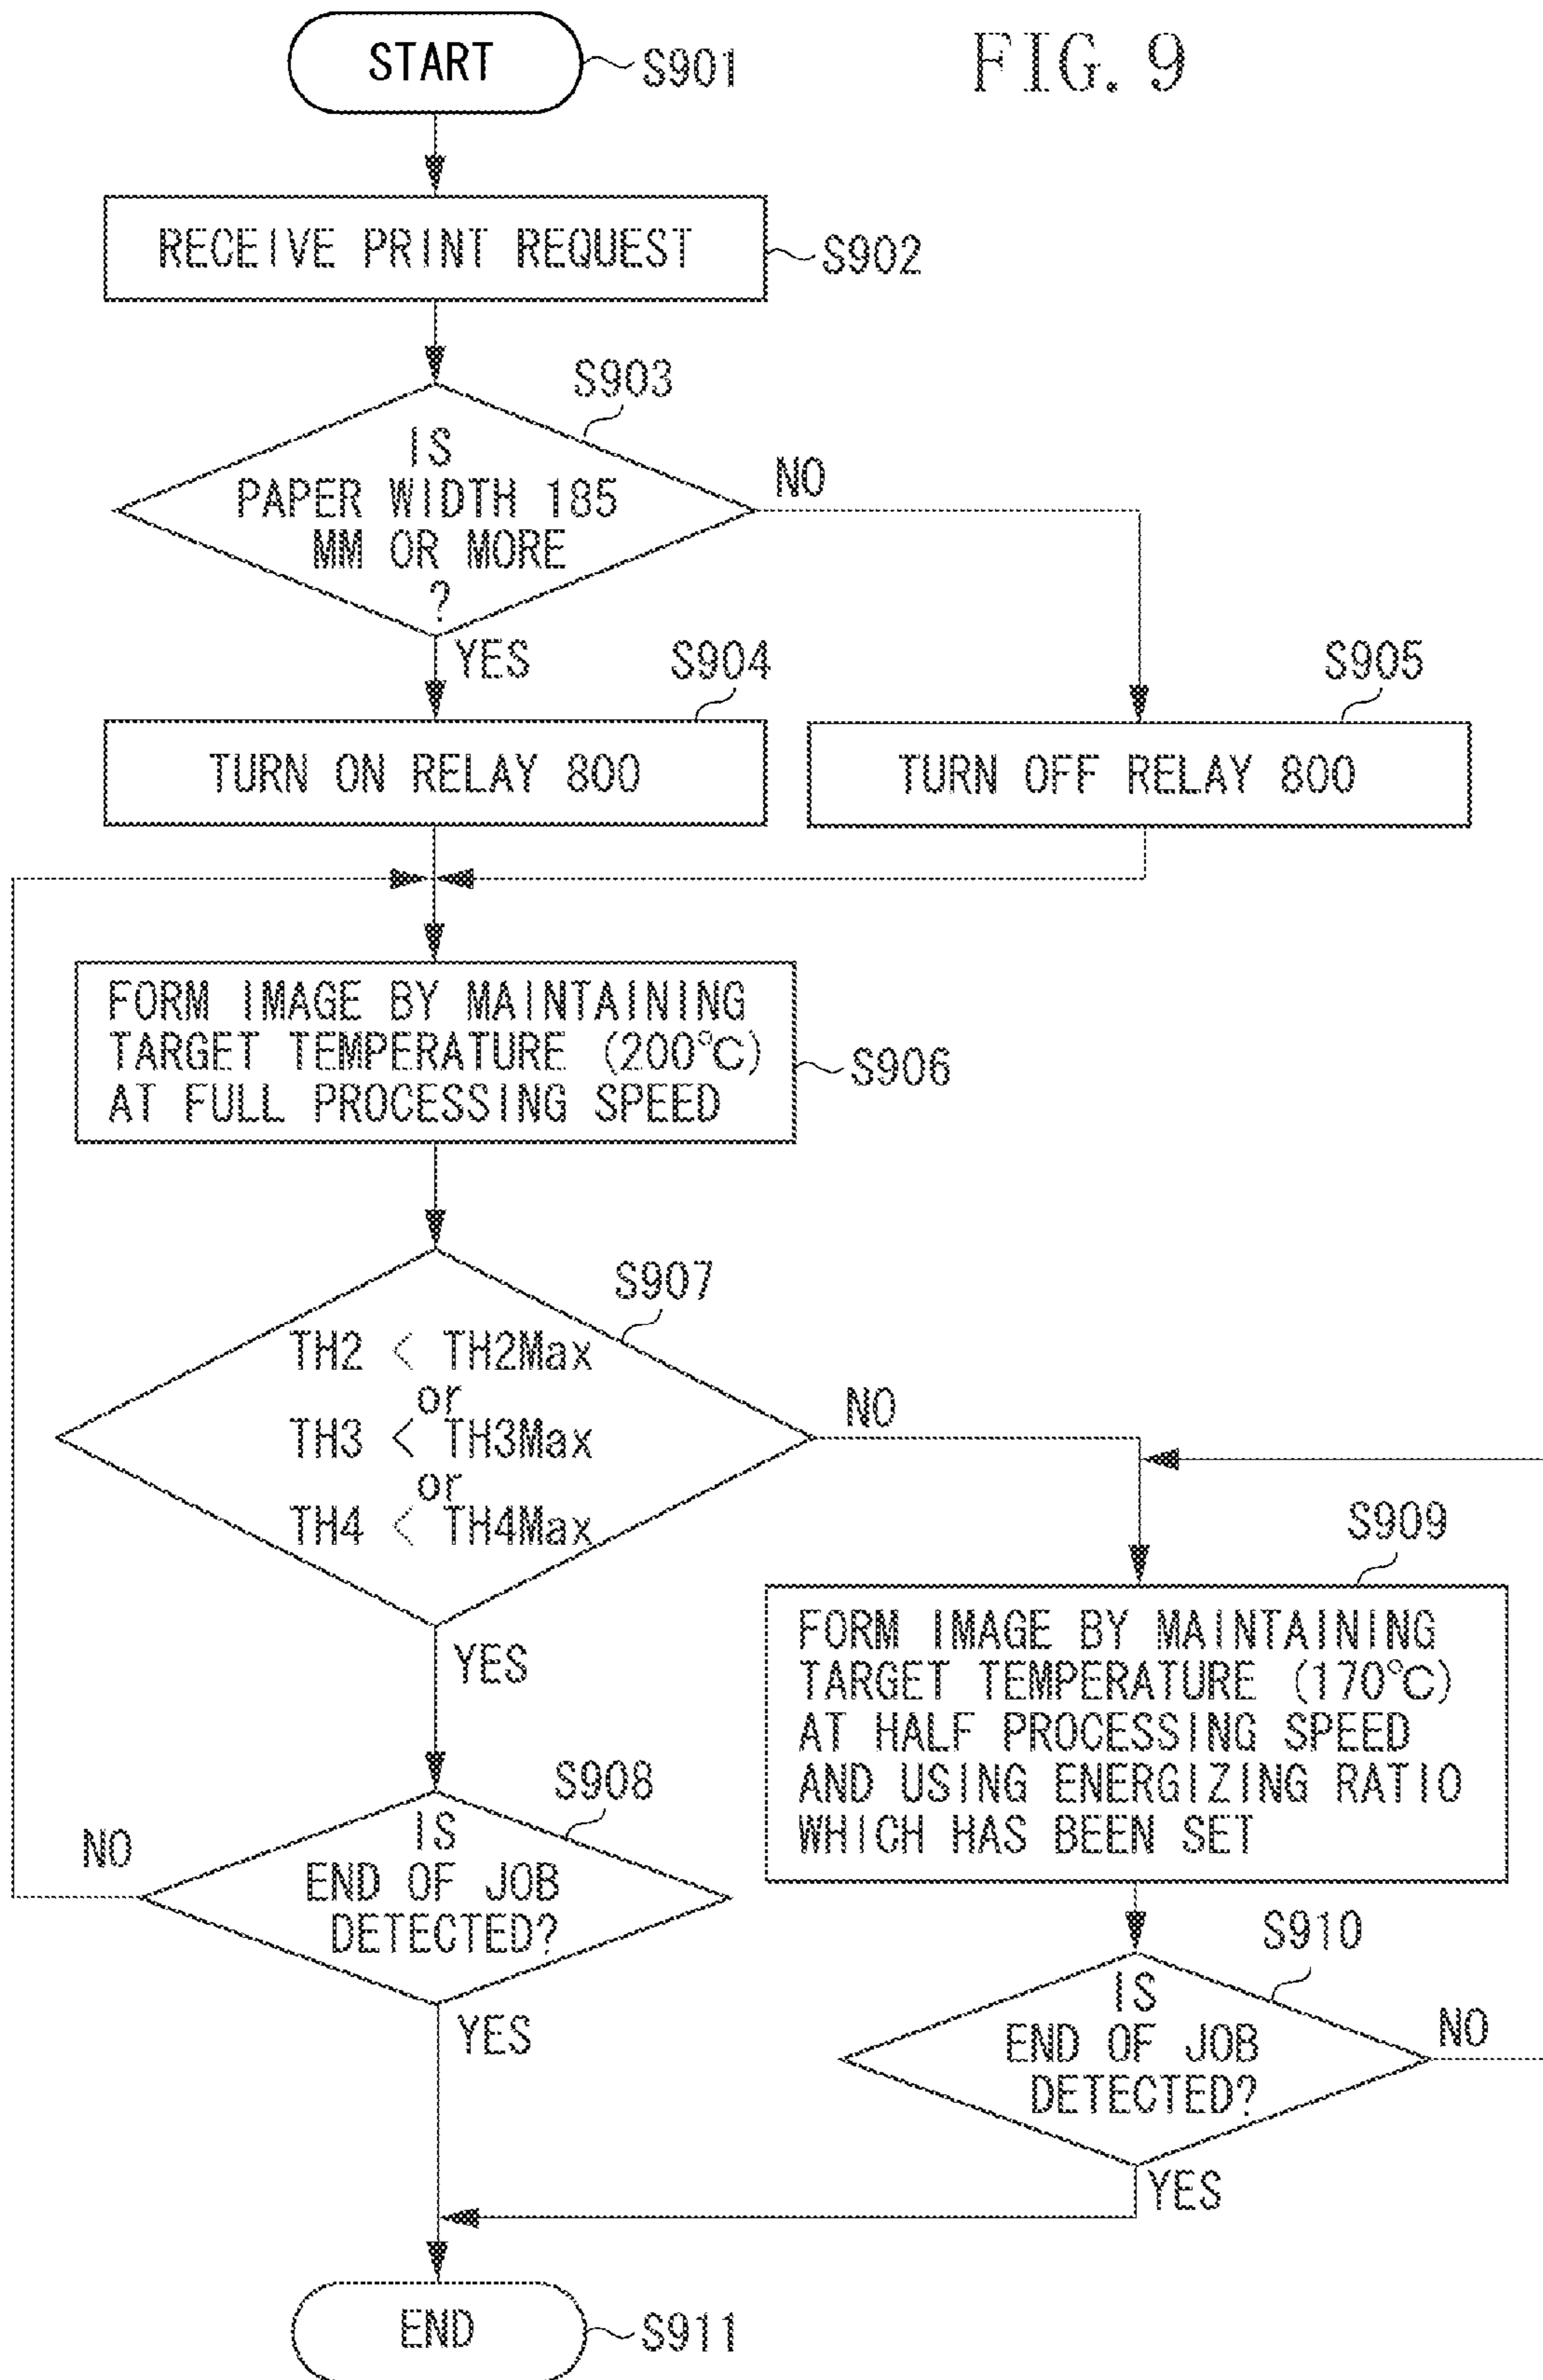 FIG. 9
START
S901
RECEIVE PRINT REQUEST
S902
S903
IS
PAPER WIDTH 185
MM OR MORE
?
NO
YES
S904
TURN ON RELAY 800
S905
TURN OFF RELAY 800
FORM IMAGE BY MAINTAINING
TARGET TEMPERATURE (200℃)
AT FULL PROCESSING SPEED
S906
S907
TH2 < TH2Max
or
TH3 < TH3Max
or
TH4 < TH4Max
NO
YES
S909
FORM IMAGE BY MAINTAINING
TARGET TEMPERATURE (170℃)
AT HALF PROCESSING SPEED
AND USING ENERGIZING RATIO
WHICH HAS BEEN SET
S908
IS
END OF JOB
DETECTED?
NO
YES
S910
IS
END OF JOB
DETECTED?
NO
YES
END
S911